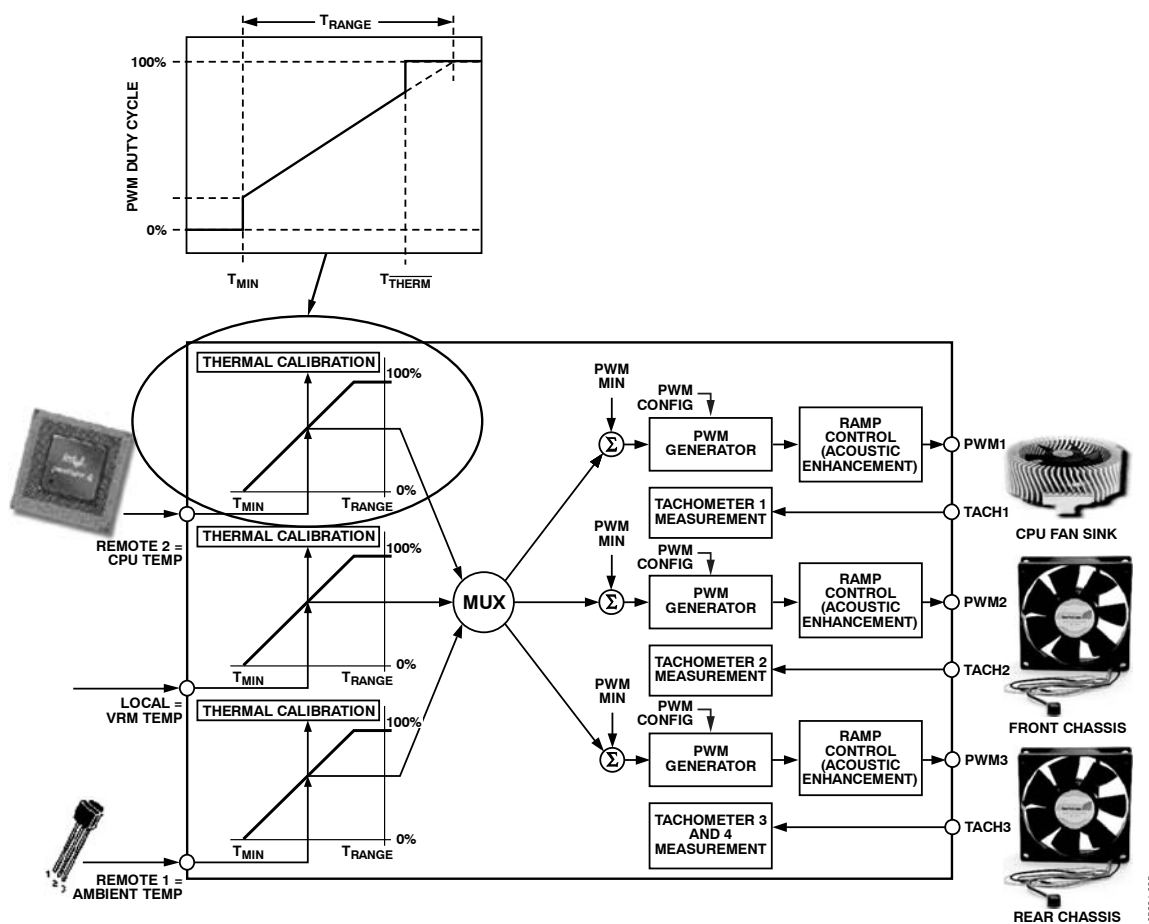 TRANGE
100%
PWM DUTY CYCLE
0%
TMIN
TTHERM
THERMAL CALIBRATION
100%
0%
TMIN
TRANGE
REMOTE 2 =
CPU TEMP
THERMAL CALIBRATION
100%
0%
TMIN
TRANGE
LOCAL =
VRM TEMP
THERMAL CALIBRATION
100%
0%
TMIN
TRANGE
REMOTE 1 =
AMBIENT TEMP
1 2 3
intel
MUX
PWM
MIN
Σ
PWM
CONFIG
PWM
GENERATOR
RAMP
CONTROL
(ACOUSTIC
ENHANCEMENT)
PWM1
TACHOMETER 1
MEASUREMENT
TACH1
CPU FAN SINK
PWM
MIN
Σ
PWM
CONFIG
PWM
GENERATOR
RAMP
CONTROL
(ACOUSTIC
ENHANCEMENT)
PWM2
TACHOMETER 2
MEASUREMENT
TACH2
FRONT CHASSIS
PWM
MIN
Σ
PWM
CONFIG
PWM
GENERATOR
RAMP
CONTROL
(ACOUSTIC
ENHANCEMENT)
PWM3
TACHOMETER 3
AND 4
MEASUREMENT
TACH3
REAR CHASSIS